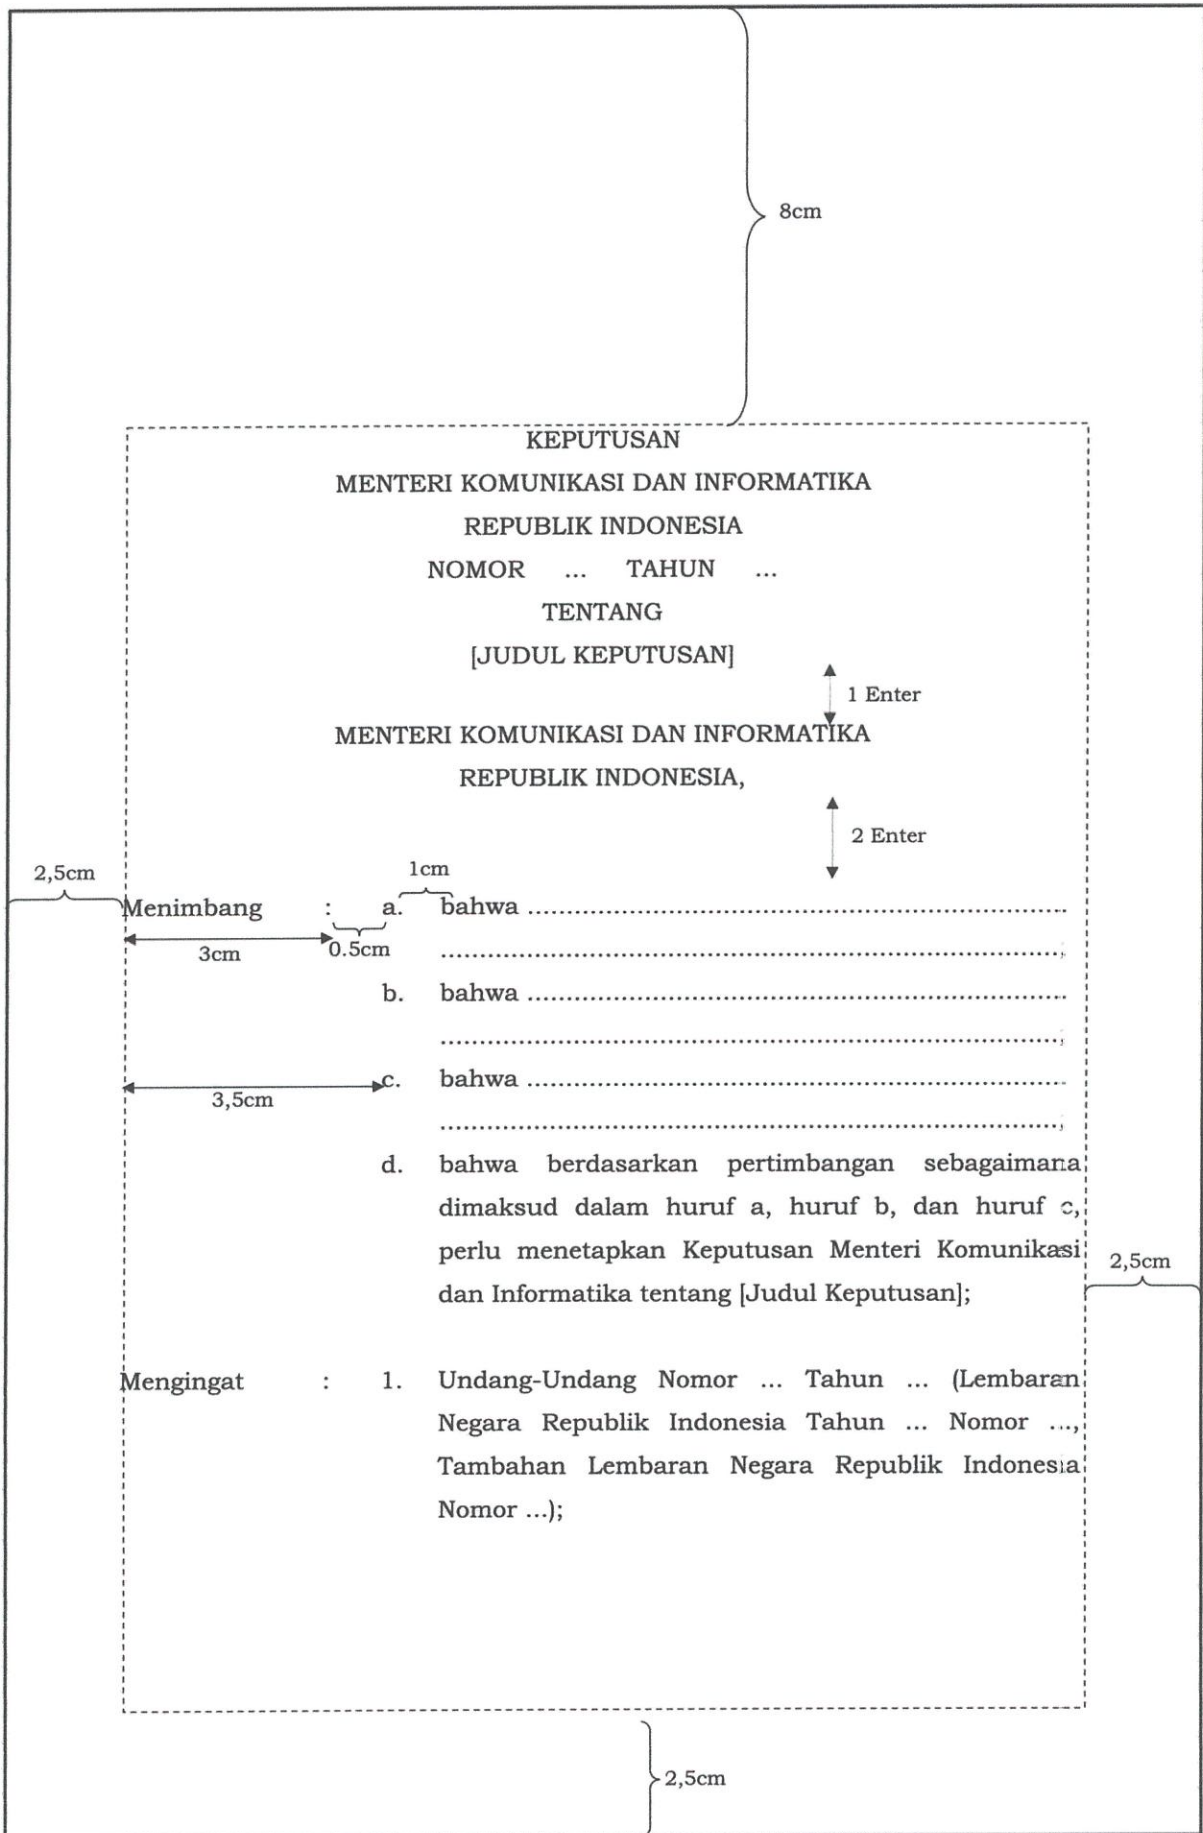 8cm
KEPUTUSAN
MENTERI KOMUNIKASI DAN INFORMATIKA
REPUBLIK INDONESIA
NOMOR ... TAHUN ...
TENTANG
[JUDUL KEPUTUSAN]
1 Enter
MENTERI KOMUNIKASI DAN INFORMATIKA
REPUBLIK INDONESIA,
2 Enter
2,5cm
1cm
Menimbang : a. bahwa ......................................................................
3cm
0.5cm
.................................................................................;
b. bahwa ......................................................................
.................................................................................;
c. bahwa ......................................................................
3,5cm
.................................................................................;
d. bahwa berdasarkan pertimbangan sebagaimana
dimaksud dalam huruf a, huruf b, dan huruf c,
perlu menetapkan Keputusan Menteri Komunikasi
dan Informatika tentang [Judul Keputusan];
2,5cm
Mengingat : 1. Undang-Undang Nomor ... Tahun ... (Lembaran
Negara Republik Indonesia Tahun ... Nomor ...,
Tambahan Lembaran Negara Republik Indonesia
Nomor ...);
2,5cm